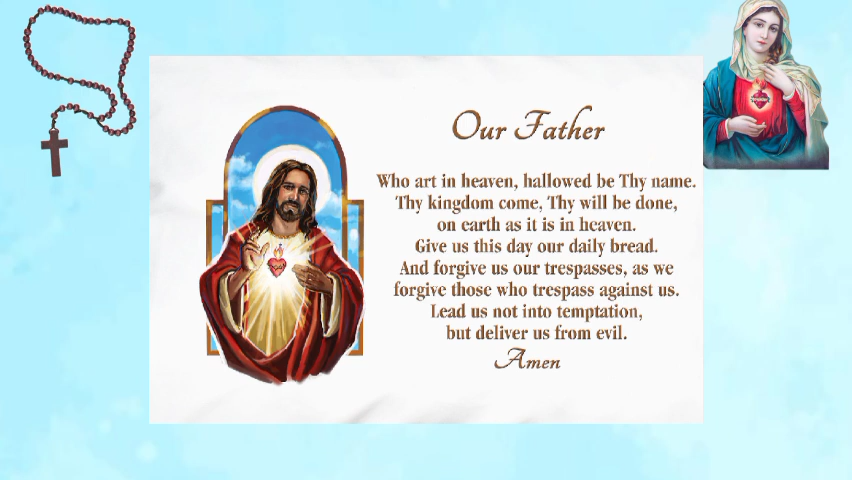 Our Father
Who art in heaven, hallowed be Thy name.
Thy kingdom come, Thy will be done,
on earth as it is in heaven.
Give us this day our daily bread.
And forgive us our trespasses, as we
forgive those who trespass against us.
Lead us not into temptation,
but deliver us from evil.
Amen